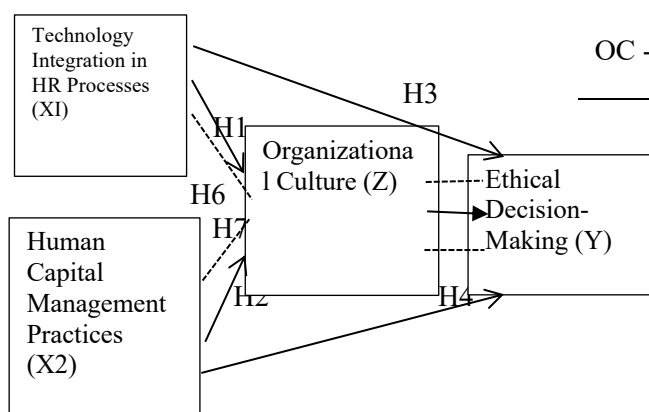 Technology
Integration in
HR Processes
(XI)
OC -
H3
H1
Organizationa
l Culture (Z)
Ethical
Decision-
Making (Y)
H6
H7
Human
Capital
Management
Practices
(X2)
H2
H4